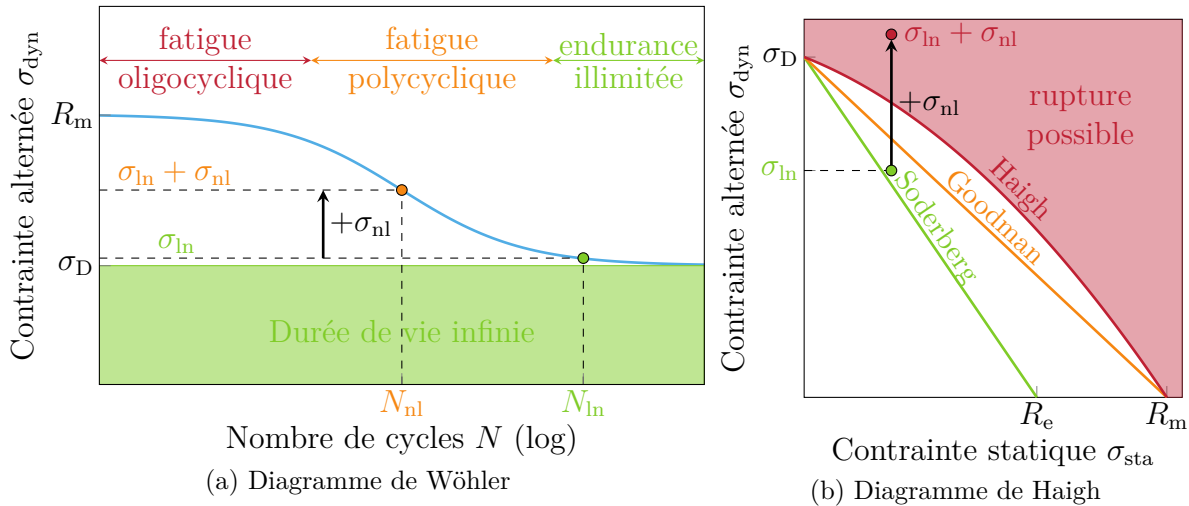 fatigue
oligocyclique
fatigue
polycyclique
endurance
illimitée
Contrainte alternée σdyn
Rm
σln + σnl
+σnl
σln
σD
Durée de vie infinie
Nnl
Nln
Nombre de cycles N (log)
(a) Diagramme de Wöhler
Contrainte alternée σdyn
σD
σln + σnl
+σnl
rupture
possible
σln
Haigh
Goodman
Soderberg
Re
Rm
Contrainte statique σsta
(b) Diagramme de Haigh